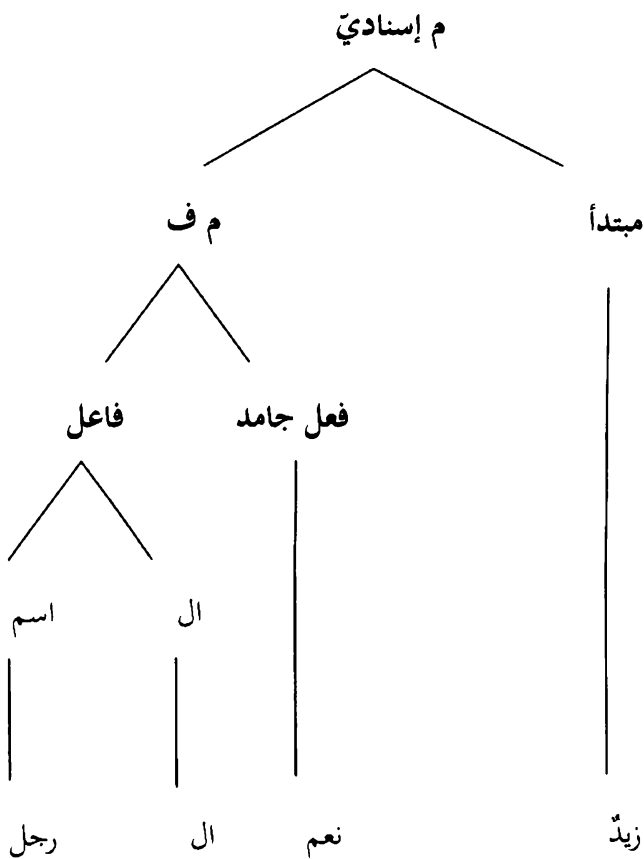 م إسناديّ
مبتدأ م ف
فعل جامد فاعل
ال اسم
زيدٌ نعم ال رجل